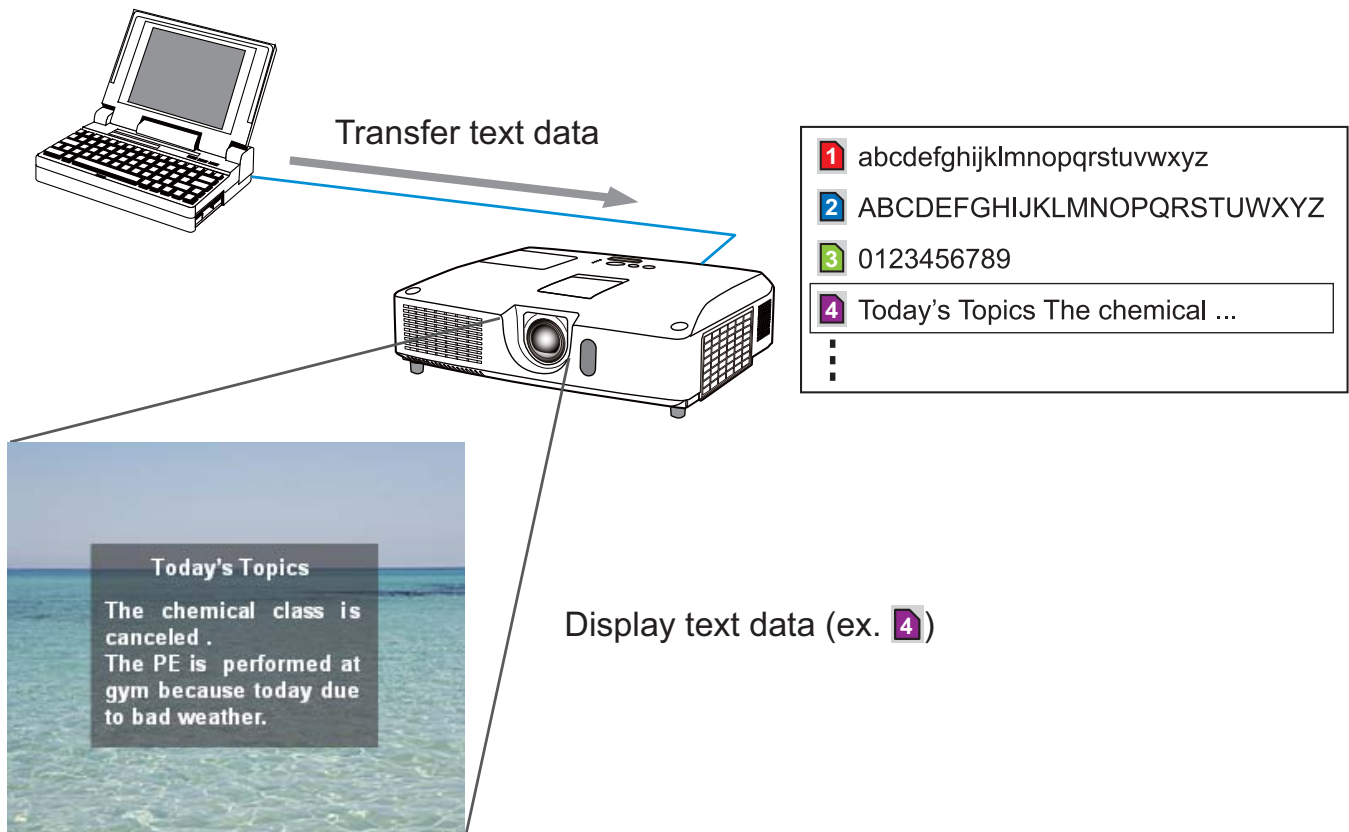 Transfer text data
1 abcdefghijklmnopqrstuvwxyz
2 ABCDEFGHIJKLMNOPQRSTUWXYZ
3 0123456789
4 Today’s Topics The chemical ...
Today's Topics
The chemical class is
canceled .
The PE is performed at
gym because today due
to bad weather.
Display text data (ex. 4)